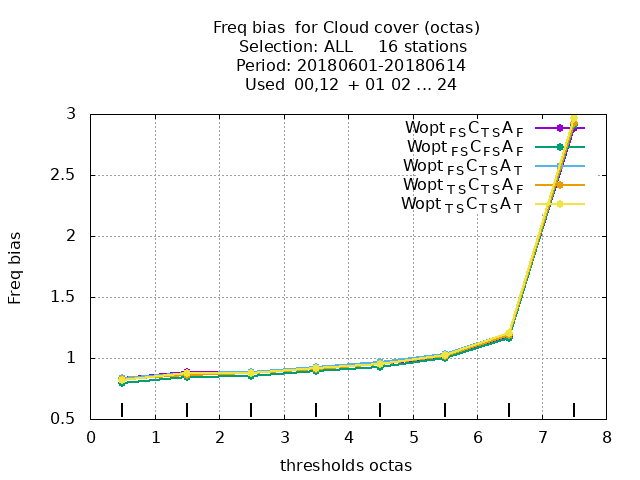 Freq bias  for Cloud cover (octas)
Selection: ALL     16 stations
Period: 20180601-20180614
Used  00,12  + 01 02 ... 24
3
2.5
2
1.5
1
0.5
Freq bias
Wopt FS C TS A F
Wopt FS C FS A F
Wopt FS C TS A T
Wopt TS C TS A F
Wopt TS C TS A T
0 1 2 3 4 5 6 7 8
thresholds octas